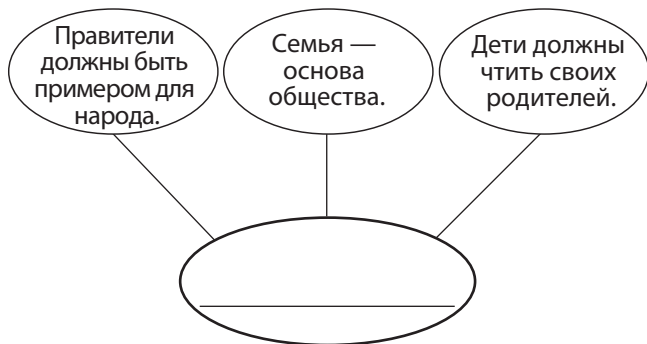 Правители
должны быть
примером для
народа.
Семья —
основа
общества.
Дети должны
чтить своих
родителей.